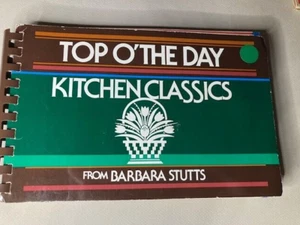 TOP O'THE DAY
KITCHEN CLASSICS
FROM BARBARA STUTTS